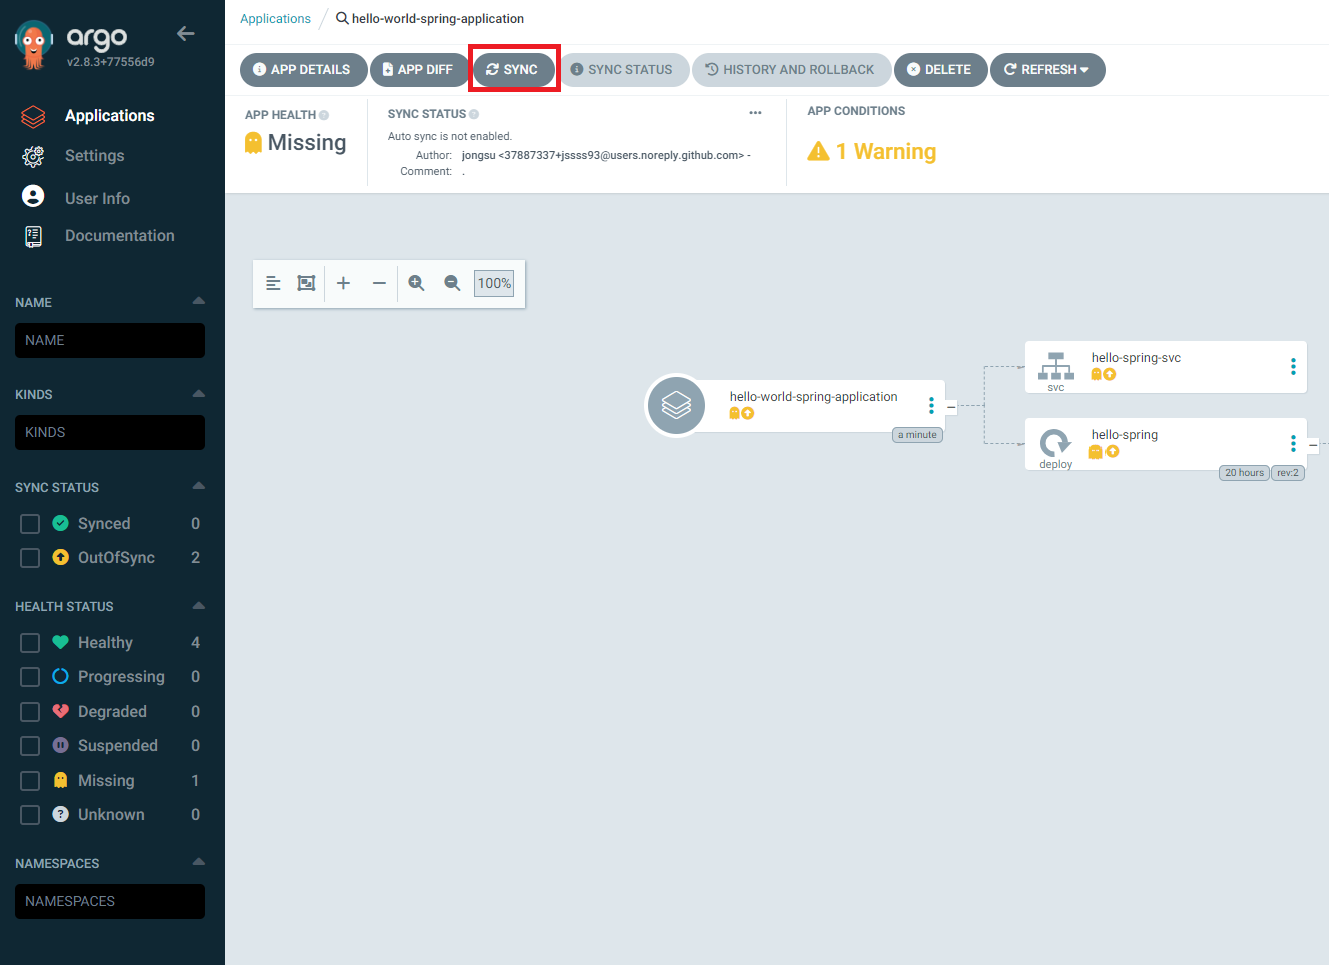 argo
v2.8.3+77556d9
Applications
Settings
User Info
Documentation
NAME
NAME
KINDS
KINDS
SYNC STATUS
Synced 0
OutOfSync 2
HEALTH STATUS
Healthy 4
Progressing 0
Degraded 0
Suspended 0
Missing 1
Unknown 0
NAMESPACES
NAMESPACES
Applications / hello-world-spring-application
APP DETAILS APP DIFF SYNC SYNC STATUS HISTORY AND ROLLBACK DELETE REFRESH
APP HEALTH
Missing
SYNC STATUS
Auto sync is not enabled.
Author: jongsu <37887337+jssss93@users.noreply.github.com> -
Comment: .
APP CONDITIONS
1 Warning
100%
hello-world-spring-application
a minute
svc
hello-spring-svc
deploy
hello-spring
20 hours rev:2